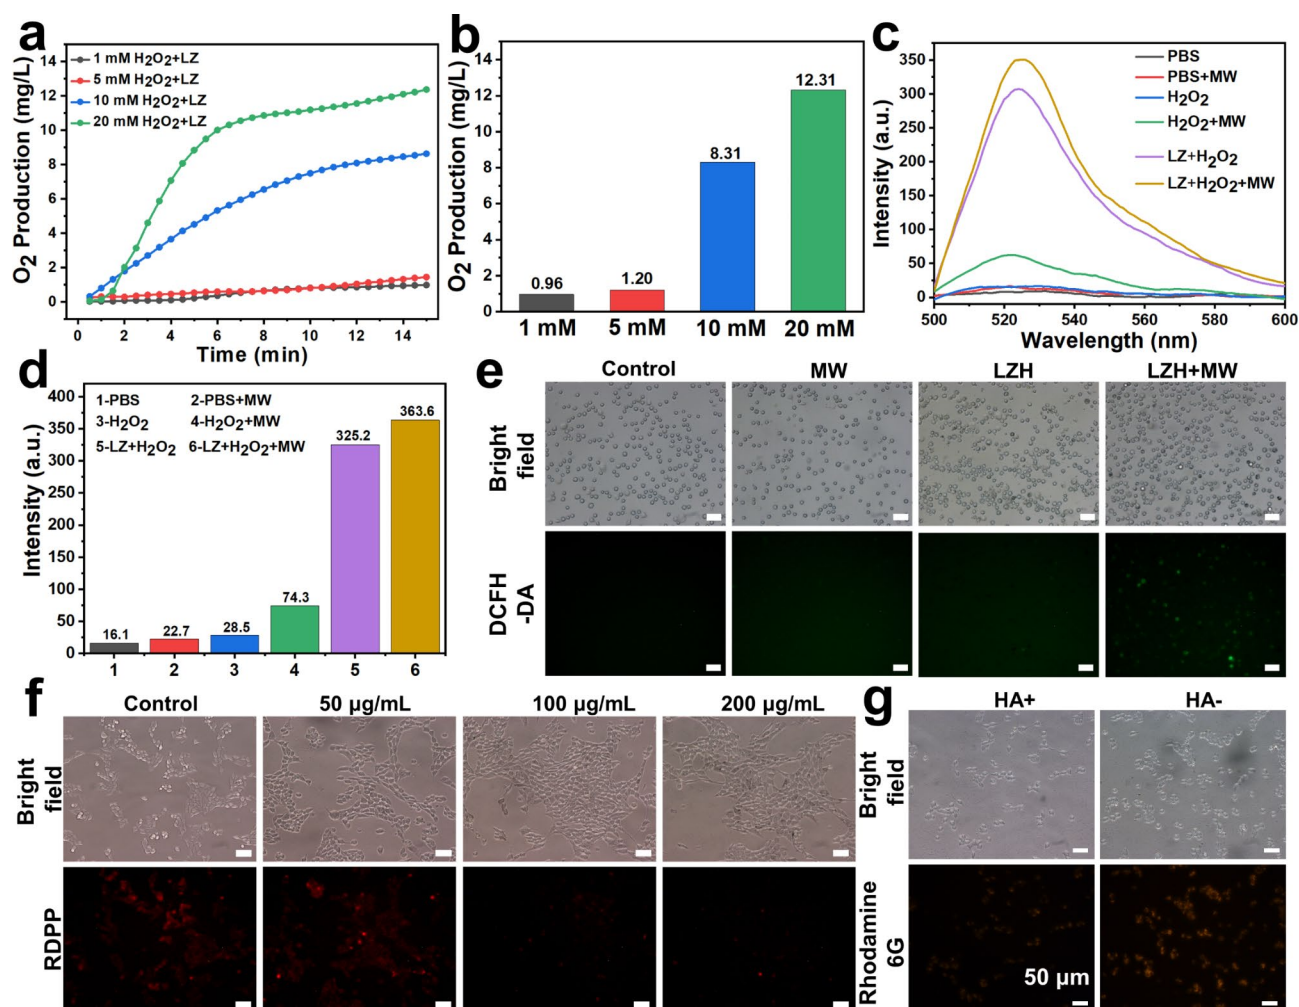 a
O2 Production (mg/L)
14
12
10
8
6
4
2
0
1 mM H2O2+LZ
5 mM H2O2+LZ
10 mM H2O2+LZ
20 mM H2O2+LZ
0 2 4 6 8 10 12 14
Time (min)
b
O2 Production (mg/L)
14
12
10
8
6
4
2
0
0.96
1.20
8.31
12.31
1 mM 5 mM 10 mM 20 mM
c
Intensity (a.u.)
350
300
250
200
150
100
50
0
PBS
PBS+MW
H2O2
H2O2+MW
LZ+H2O2
LZ+H2O2+MW
500 520 540 560 580 600
Wavelength (nm)
d
Intensity (a.u.)
400
350
300
250
200
150
100
50
0
1-PBS 2-PBS+MW
3-H2O2 4-H2O2+MW
5-LZ+H2O2 6-LZ+H2O2+MW
16.1
22.7
28.5
74.3
325.2
363.6
1 2 3 4 5 6
e
Control MW LZH LZH+MW
Bright
field
DCFH
-DA
f
Control 50 µg/mL 100 µg/mL 200 µg/mL
Bright
field
RDPP
g
HA+ HA-
Bright
field
Rhodamine
6G
50 µm